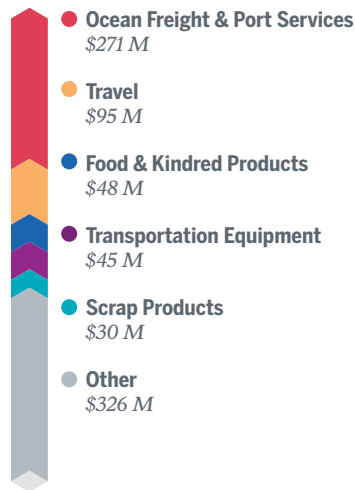 Ocean Freight & Port Services
$271 M
Travel
$95 M
Food & Kindred Products
$48 M
Transportation Equipment
$45 M
Scrap Products
$30 M
Other
$326 M